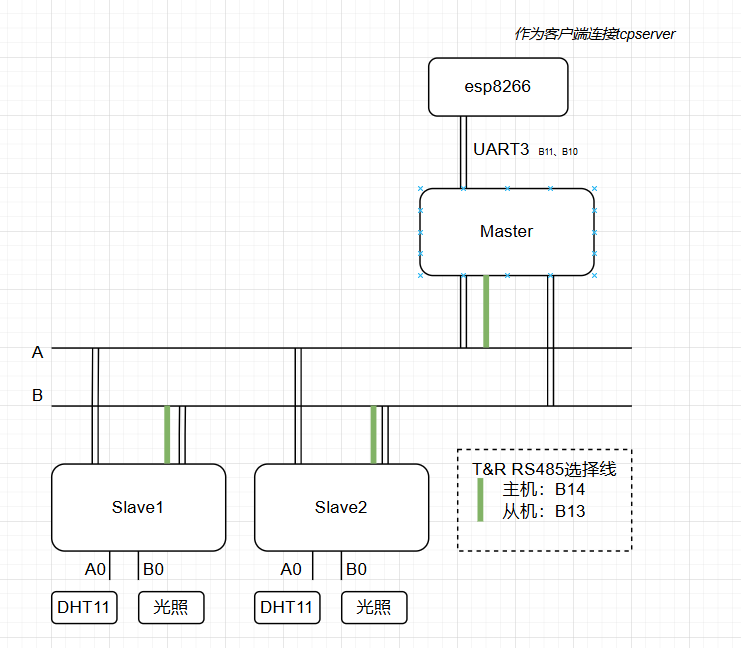 作为客户端连接tcpserver
esp8266
UART3 B11、B10
Master
A
B
T&R RS485选择线
主机：B14
从机：B13
Slave1
Slave2
A0 B0 A0 B0
DHT11 光照 DHT11 光照